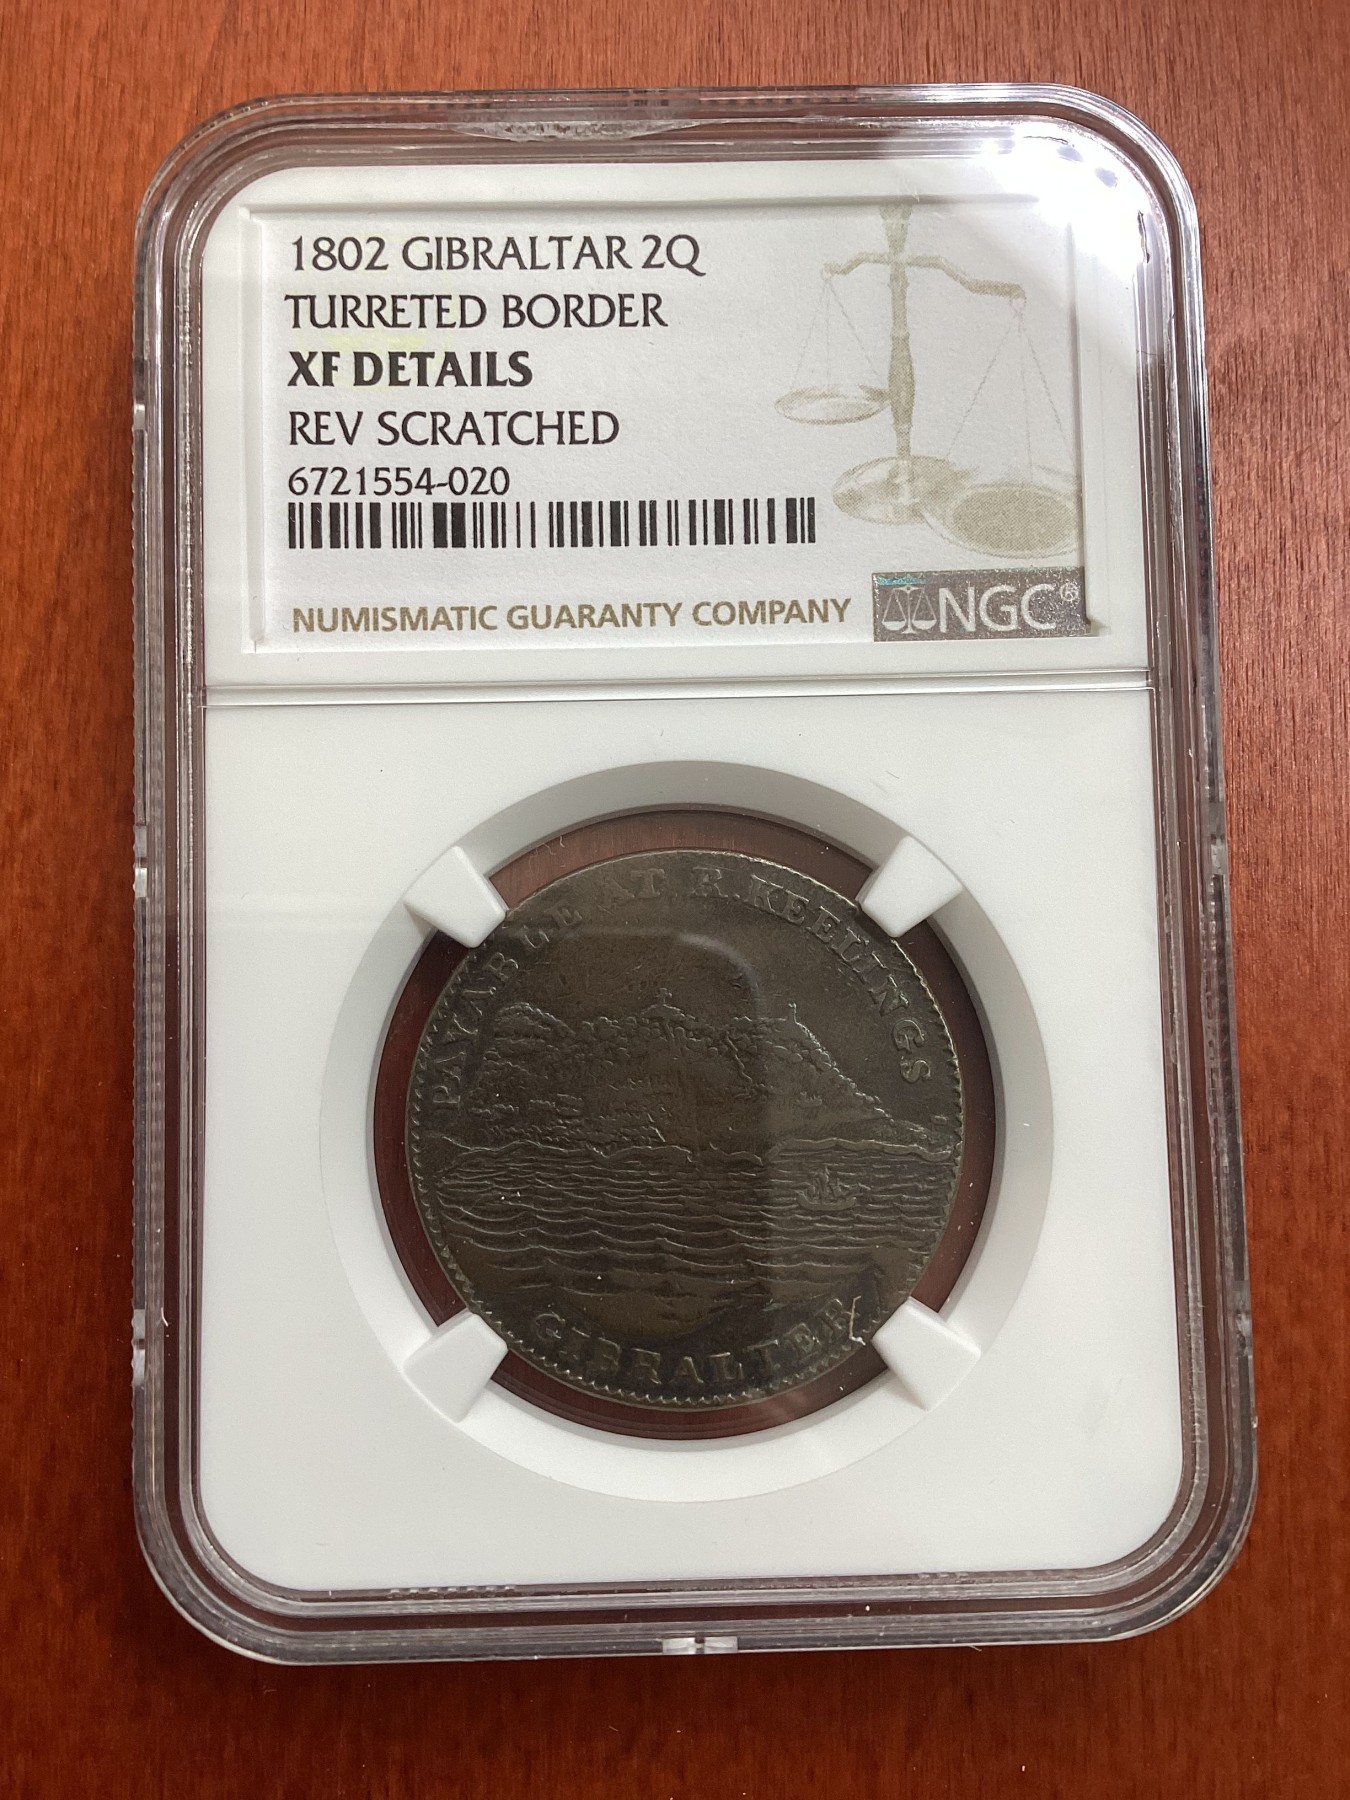 1802 GIBRALTAR 2Q
TURRETED BORDER
XF DETAILS
REV SCRATCHED
6721554-020
NUMISMATIC GUARANTY COMPANY
NGC®
PAYABLE AT R. KEELINGS
GIBRALTER